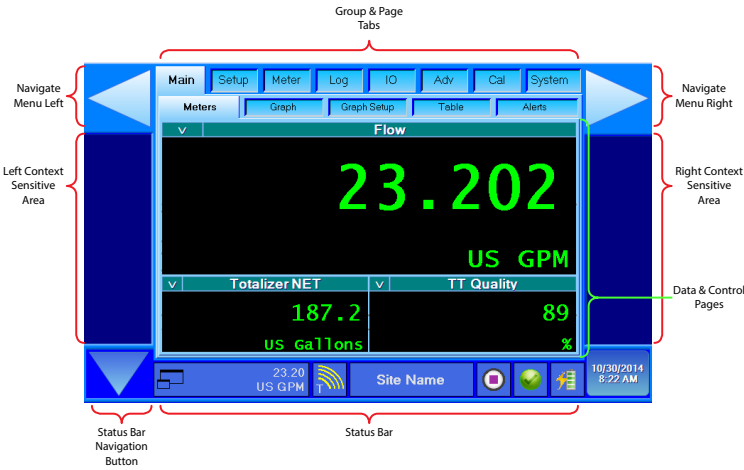 Group & Page
Tabs
Navigate
Menu Left
Main Setup Meter Log IO Adv Cal System
Navigate
Menu Right
Meters Graph Graph Setup Table Alerts
v Flow
23.202
US GPM
Left Context
Sensitive
Area
Right Context
Sensitive
Area
v Totalizer NET v TT Quality
187.2 89
US Gallons %
Data & Control
Pages
23.20
US GPM
T
Site Name
10/30/2014
8:22 AM
Status Bar
Navigation
Button
Status Bar